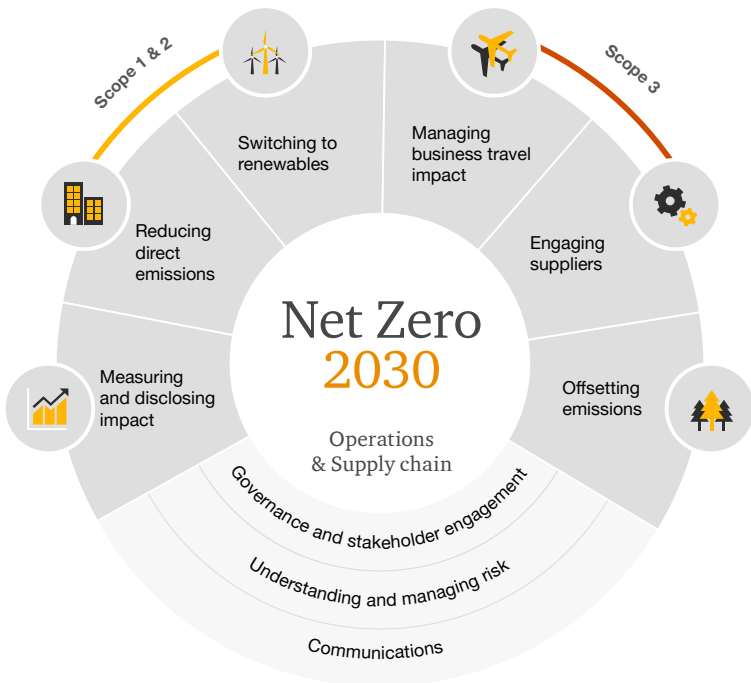 Scope 1 & 2
Scope 3
Switching to
renewables
Managing
business travel
impact
Reducing
direct
emissions
Engaging
suppliers
Net Zero
2030
Measuring
and disclosing
impact
Offsetting
emissions
Operations
& Supply chain
Governance and stakeholder engagement
Understanding and managing risk
Communications